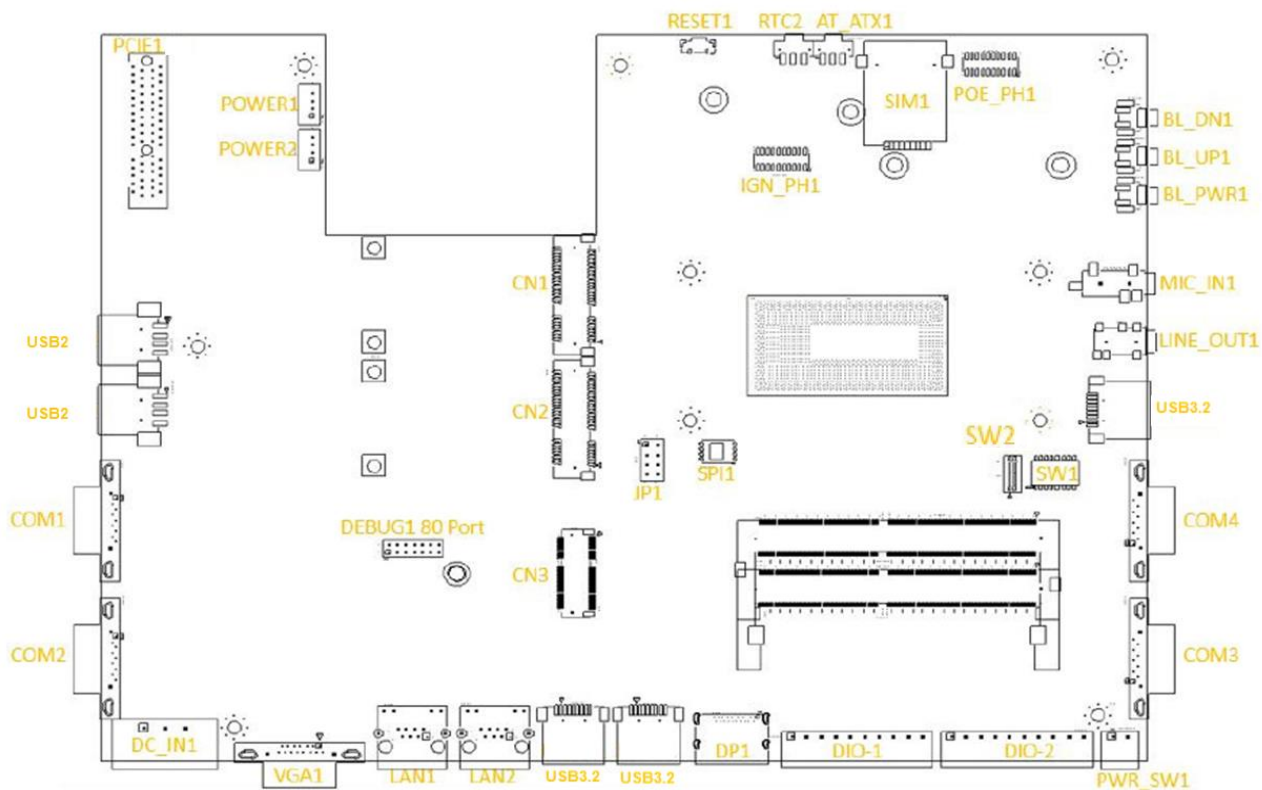 RESET1 RTC2 AT_ATX1
PCIE1
POWER1
SIM1
POE_PH1
BL_DN1
POWER2
BL_UP1
IGN_PH1
BL_PWR1
CN1
MIC_IN1
USB2
LINE_OUT1
USB2
CN2
USB3.2
SW2
JP1
SPI1
SW1
COM1
DEBUG1 80 Port
COM4
CN3
COM2
COM3
DC_IN1
VGA1
LAN1
LAN2
USB3.2
USB3.2
DP1
DIO-1
DIO-2
PWR_SW1